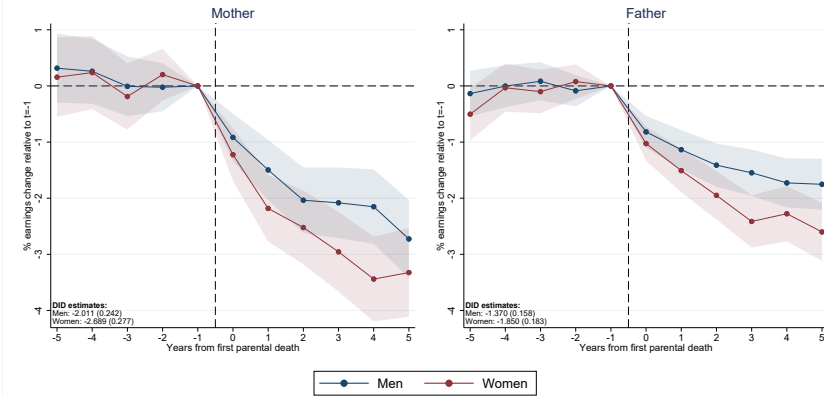 Mother
% earnings change relative to t=-1
1
0
-1
-2
-3
-4
DID estimates:
Men: -2.011 (0.242)
Women: -2.689 (0.277)
-5 -4 -3 -2 -1 0 1 2 3 4 5
Years from first parental death
Father
% earnings change relative to t=-1
1
0
-1
-2
-3
-4
DID estimates:
Men: -1.370 (0.158)
Women: -1.850 (0.183)
-5 -4 -3 -2 -1 0 1 2 3 4 5
Years from first parental death
Men Women